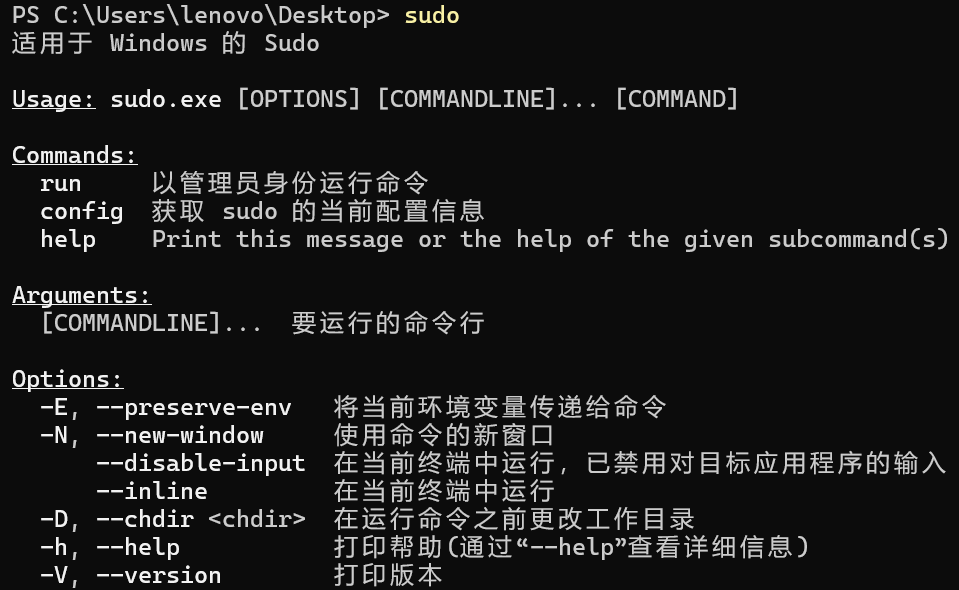 PS C:\Users\lenovo\Desktop> sudo
适用于 Windows 的 Sudo
Usage: sudo.exe [OPTIONS] [COMMANDLINE]... [COMMAND]
Commands:
  run     以管理员身份运行命令
  config  获取 sudo 的当前配置信息
  help    Print this message or the help of the given subcommand(s)
Arguments:
  [COMMANDLINE]...  要运行的命令行
Options:
  -E, --preserve-env   将当前环境变量传递给命令
  -N, --new-window     使用命令的新窗口
      --disable-input  在当前终端中运行，已禁用对目标应用程序的输入
      --inline         在当前终端中运行
  -D, --chdir <chdir>  在运行命令之前更改工作目录
  -h, --help           打印帮助(通过“--help”查看详细信息)
  -V, --version        打印版本